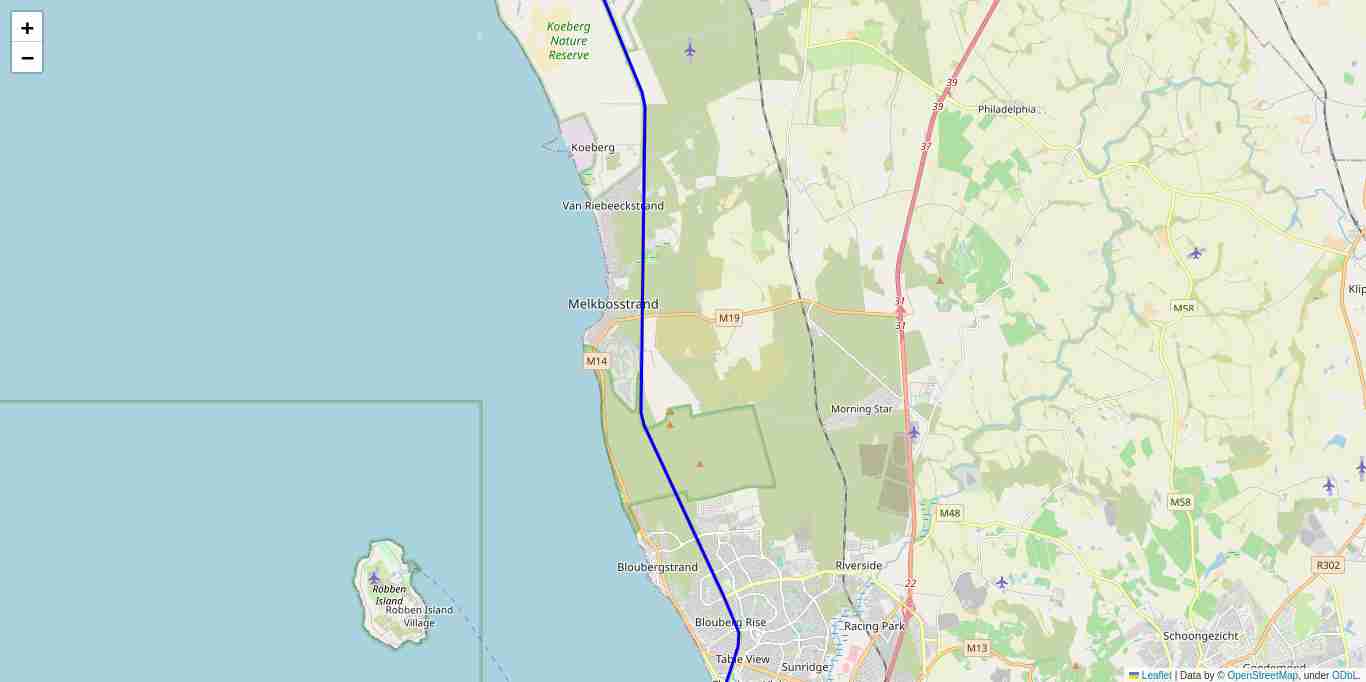 +
−
Koeberg
Nature
Reserve
39
39
Philadelphia
37
Koeberg
Van Riebeeckstrand
Melkbosstrand
31
M19
31
M58
Klip
M14
Morning Star
M58
M48
Bloubergstrand
Riverside
R302
22
Robben
Island
Robben Island
Village
Blouberg Rise
Racing Park
Schoongezicht
M13
Table View
Sunridge
Leaflet | Data by © OpenStreetMap, under ODbL.